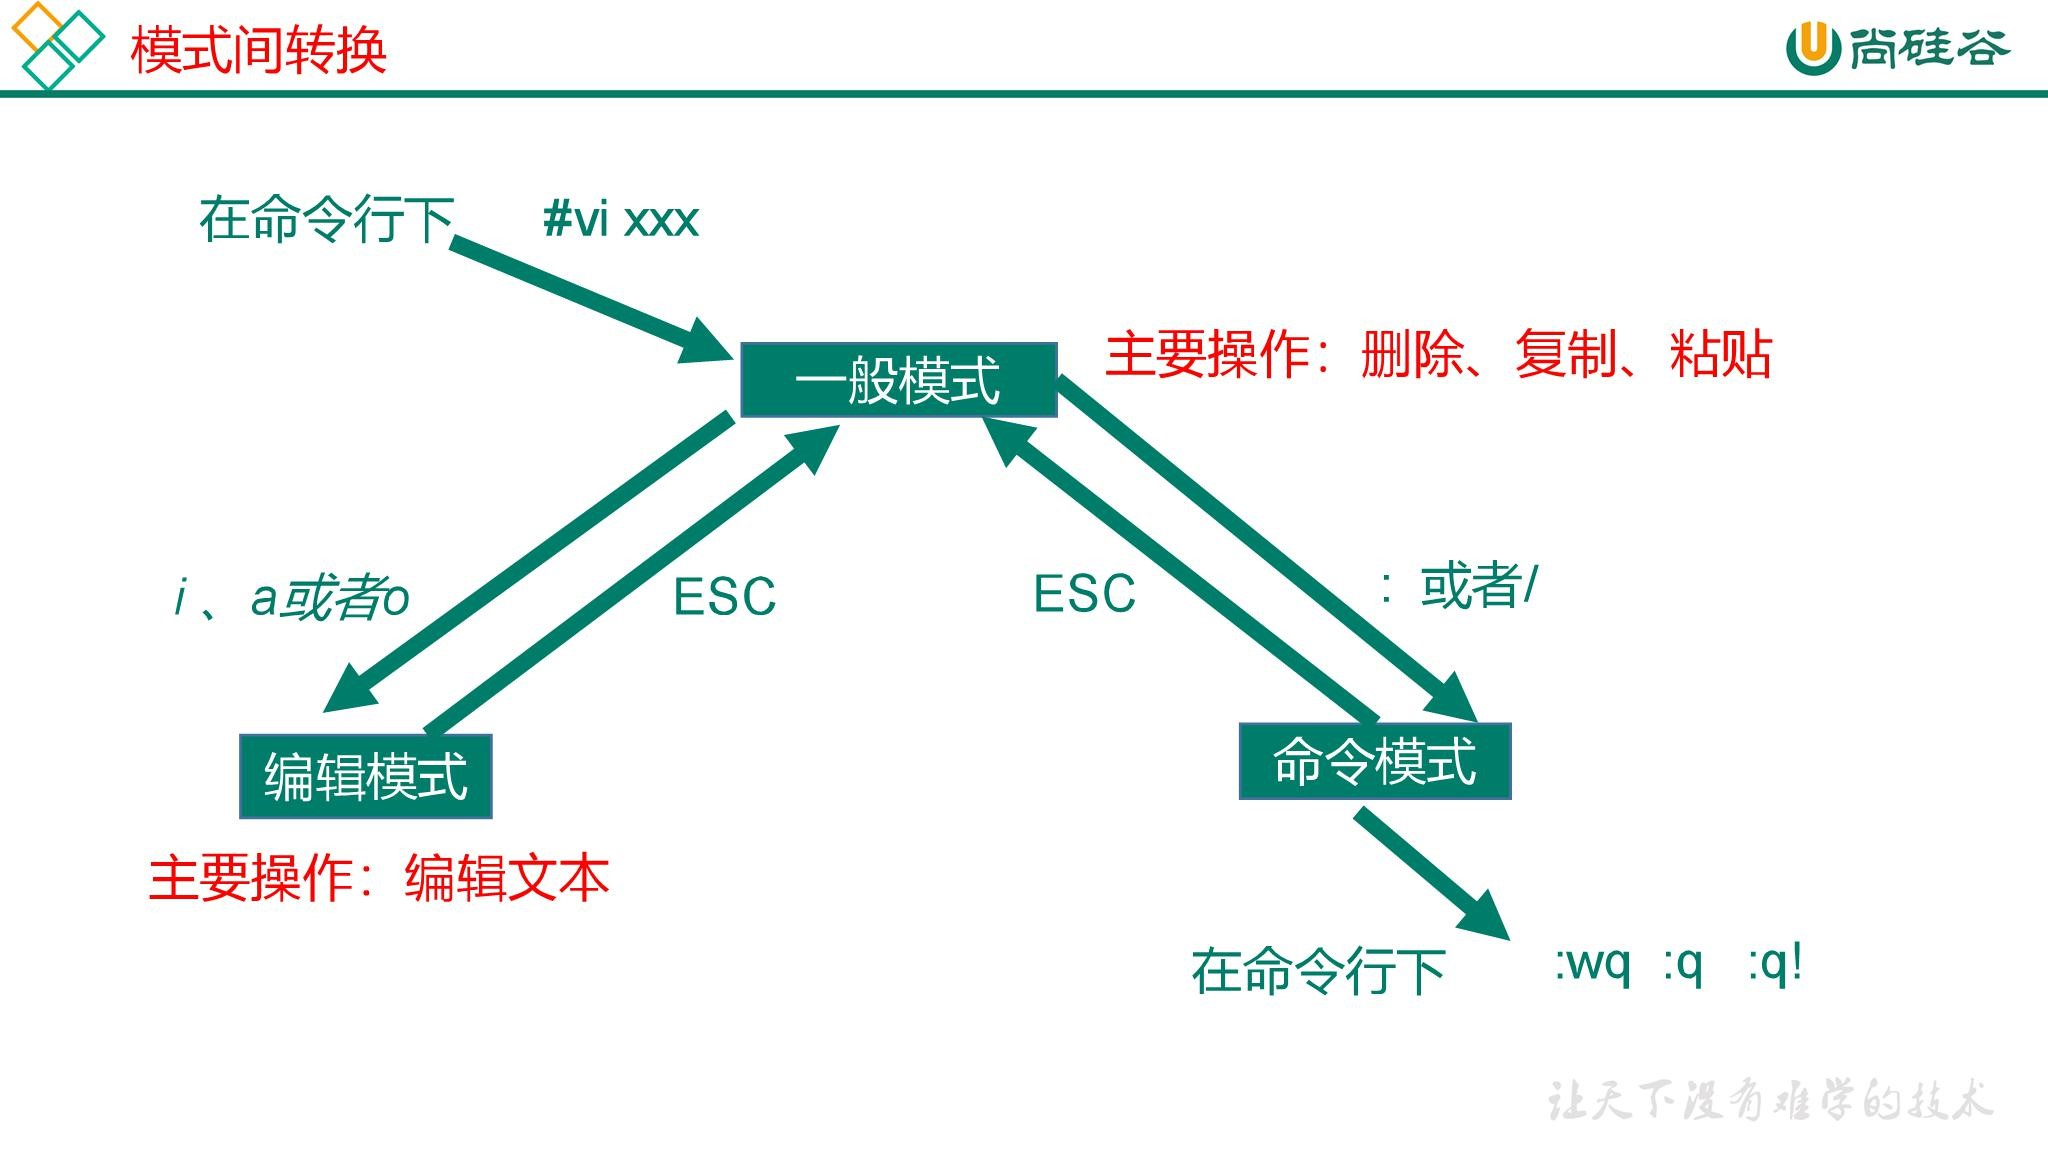 模式间转换
尚硅谷
在命令行下 #vi xxx
一般模式
主要操作：删除、复制、粘贴
i 、a或者o
ESC
ESC
：或者/
编辑模式
命令模式
主要操作：编辑文本
在命令行下 :wq :q :q!
让天下没有难学的技术